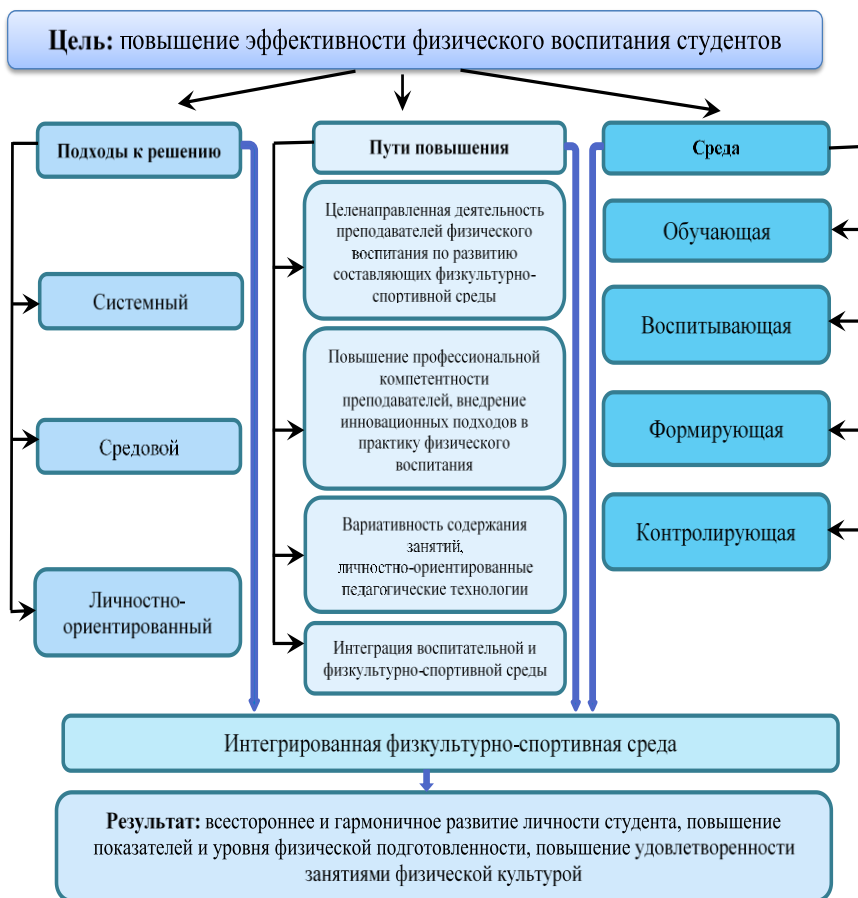 Цель: повышение эффективности физического воспитания студентов
Подходы к решению
Системный
Средовой
Личностно-
ориентированный
Пути повышения
Целенаправленная деятельность
преподавателей физического
воспитания по развитию
составляющих физкультурно-
спортивной среды
Повышение профессиональной
компетентности
преподавателей, внедрение
инновационных подходов в
практику физического
воспитания
Вариативность содержания
занятий,
личностно-ориентированные
педагогические технологии
Интеграция воспитательной и
физкультурно-спортивной среды
Среда
Обучающая
Воспитывающая
Формирующая
Контролирующая
Интегрированная физкультурно-спортивная среда
Результат: всестороннее и гармоничное развитие личности студента, повышение
показателей и уровня физической подготовленности, повышение удовлетворенности
занятиями физической культурой